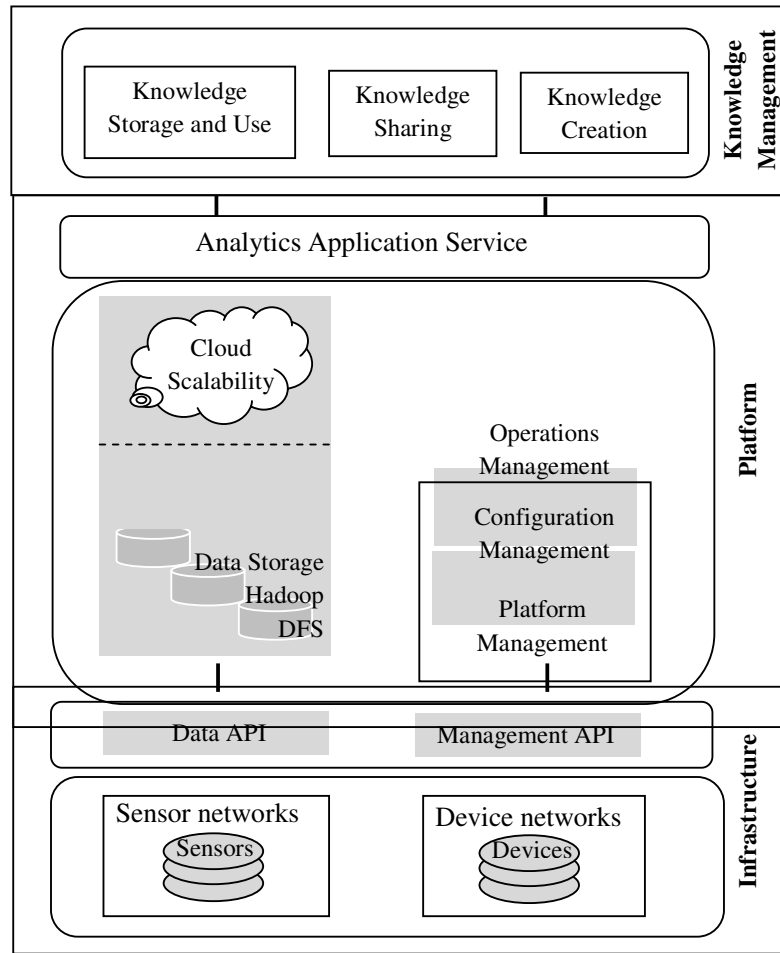 Knowledge
Storage and Use
Knowledge
Sharing
Knowledge
Creation
Knowledge
Management
Analytics Application Service
Cloud
Scalability
Data Storage
Hadoop
DFS
Operations
Management
Configuration
Management
Platform
Management
Platform
Data API
Management API
Sensor networks
Sensors
Device networks
Devices
Infrastructure